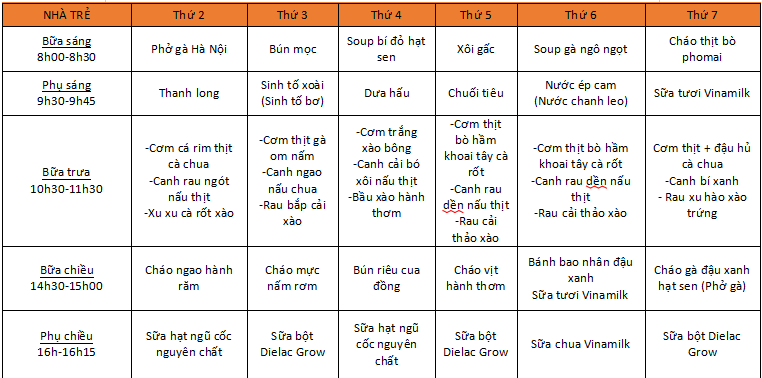 NHÀ TRẺ Thứ 2 Thứ 3 Thứ 4 Thứ 5 Thứ 6 Thứ 7
Bữa sáng
8h00-8h30
Phở gà Hà Nội
Bún mọc
Soup bí đỏ hạt
sen
Xôi gấc
Soup gà ngô ngọt
Cháo thịt bò
phomai
Phụ sáng
9h30-9h45
Thanh long
Sinh tố xoài
(Sinh tố bơ)
Dưa hấu
Chuối tiêu
Nước ép cam
(Nước chanh leo)
Sữa tươi Vinamilk
Bữa trưa
10h30-11h30
-Cơm cá rim thịt
cà chua
-Canh rau ngót
nấu thịt
-Xu xu cà rốt xào
-Cơm thịt gà
om nấm
-Canh ngao
nấu chua
-Rau bắp cải
xào
-Cơm trắng
xào bông
-Canh cải bó
xôi nấu thịt
-Bầu xào hành
thơm
-Cơm thịt
bò hầm
khoai tây cà
rốt
-Canh rau
dền nấu thịt
-Rau cải
thảo xào
-Cơm thịt bò hầm
khoai tây cà rốt
-Canh rau dền nấu
thịt
-Rau cải thảo xào
Cơm thịt + đậu hủ
cà chua
-Canh bí xanh
- Rau xu hào xào
trứng
Bữa chiều
14h30-15h00
Cháo ngao hành
răm
Cháo mực
nấm rơm
Bún riêu cua
đồng
Cháo vịt
hành thơm
Bánh bao nhân đậu
xanh
Sữa tươi Vinamilk
Cháo gà đậu xanh
hạt sen (Phở gà)
Phụ chiều
16h-16h15
Sữa hạt ngũ cốc
nguyên chất
Sữa bột
Dielac Grow
Sữa hạt ngũ
cốc nguyên
chất
Sữa bột
Dielac Grow
Sữa chua Vinamilk
Sữa bột Dielac
Grow